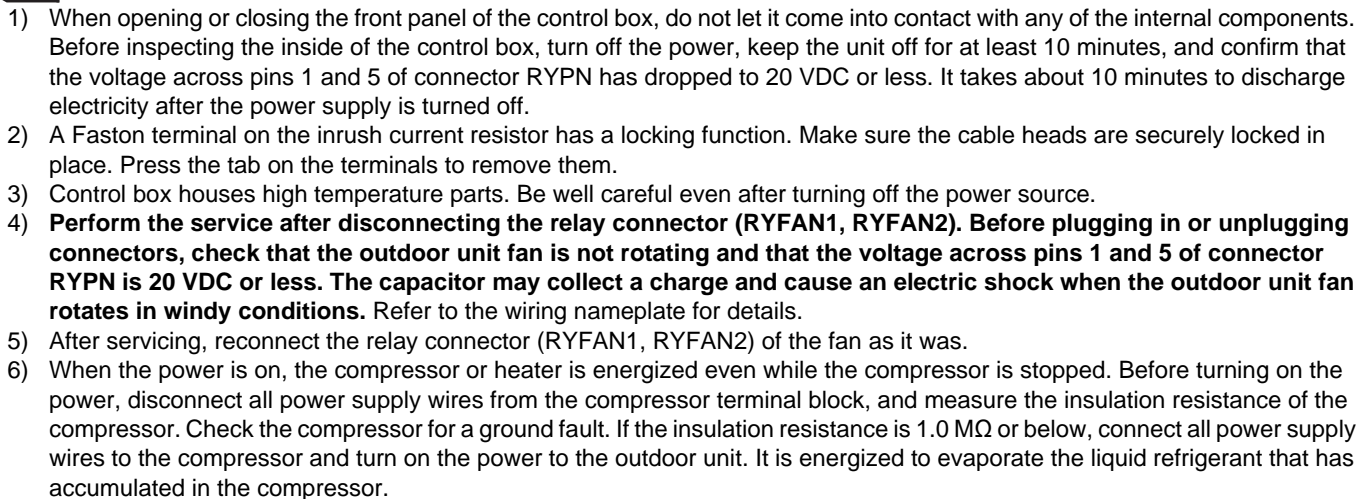 1) When opening or closing the front panel of the control box, do not let it come into contact with any of the internal components.
Before inspecting the inside of the control box, turn off the power, keep the unit off for at least 10 minutes, and confirm that
the voltage across pins 1 and 5 of connector RYPN has dropped to 20 VDC or less. It takes about 10 minutes to discharge
electricity after the power supply is turned off.
2) A Faston terminal on the inrush current resistor has a locking function. Make sure the cable heads are securely locked in
place. Press the tab on the terminals to remove them.
3) Control box houses high temperature parts. Be well careful even after turning off the power source.
4) Perform the service after disconnecting the relay connector (RYFAN1, RYFAN2). Before plugging in or unplugging
connectors, check that the outdoor unit fan is not rotating and that the voltage across pins 1 and 5 of connector
RYPN is 20 VDC or less. The capacitor may collect a charge and cause an electric shock when the outdoor unit fan
rotates in windy conditions. Refer to the wiring nameplate for details.
5) After servicing, reconnect the relay connector (RYFAN1, RYFAN2) of the fan as it was.
6) When the power is on, the compressor or heater is energized even while the compressor is stopped. Before turning on the
power, disconnect all power supply wires from the compressor terminal block, and measure the insulation resistance of the
compressor. Check the compressor for a ground fault. If the insulation resistance is 1.0 MΩ or below, connect all power supply
wires to the compressor and turn on the power to the outdoor unit. It is energized to evaporate the liquid refrigerant that has
accumulated in the compressor.